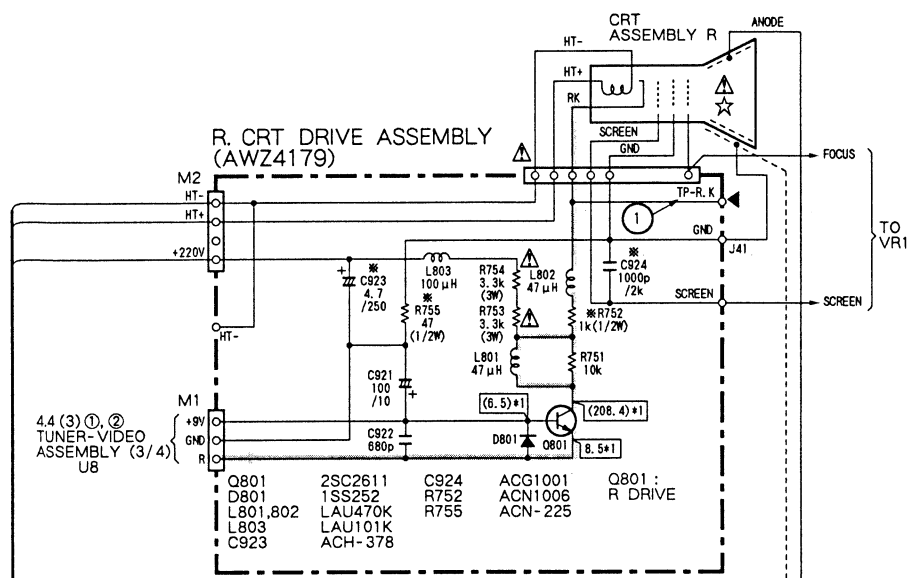 CRT
ASSEMBLY R
ANODE
HT-
HT+
RK
SCREEN
GND
R. CRT DRIVE ASSEMBLY
(AWZ4179)
FOCUS
M2
HT-
HT+
+220V
TP-R.K
1
GND
J41
TO
VR1
SCREEN
SCREEN
※
C923
4.7
/250
L803
100μH
※
R755
47
(1/2W)
R754
3.3k
(3W)
R753
3.3k
(3W)
L802
47μH
※
C924
1000p
/2k
※R752
1k(1/2W)
HT-
L801
47μH
R751
10k
C921
100
/10
M1
+9V
GND
R
4.4 (3) ①, ②
TUNER-VIDEO
ASSEMBLY (3/4)
U8
C922
680p
(6.5)*1
(208.4)*1
8.5*1
D801
Q801
Q801 2SC2611 C924 ACG1001 Q801 :
D801 1SS252 R752 ACN1006 R DRIVE
L801,802 LAU470K R755 ACN-225
L803 LAU101K
C923 ACH-378